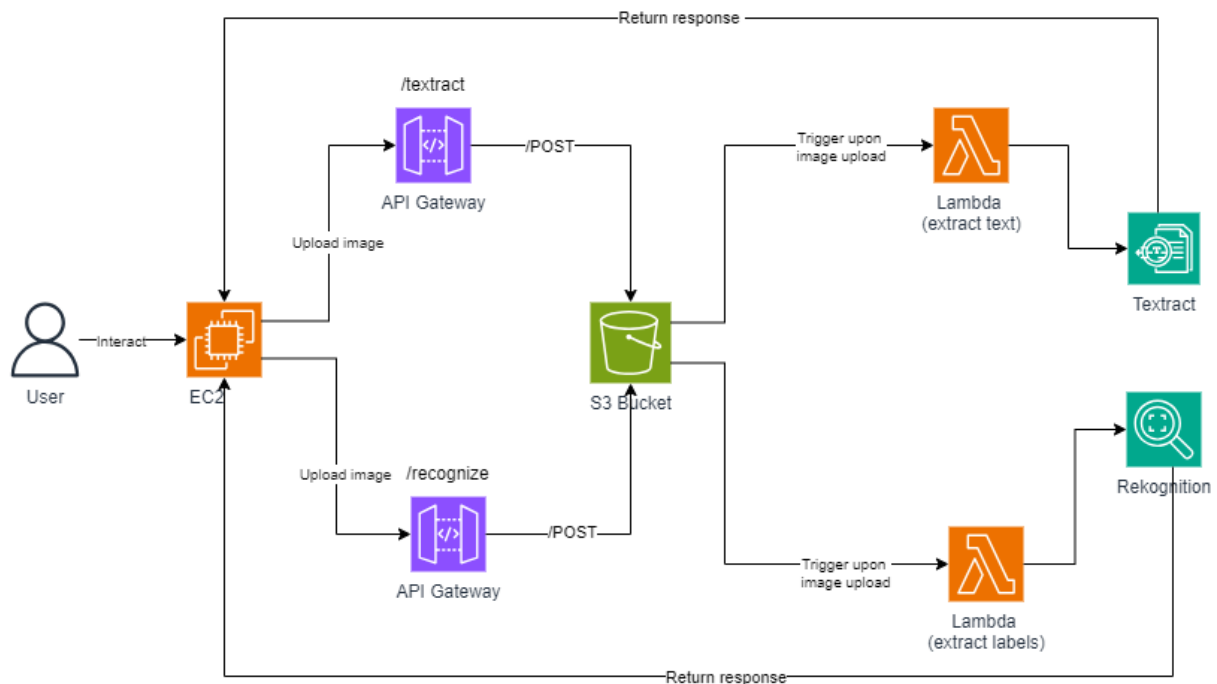 Return response
/textract
/POST
Trigger upon
image upload
API Gateway
Lambda
(extract text)
Upload image
Textract
Interact
User
EC2
S3 Bucket
/recognize
Upload image
Rekognition
/POST
Trigger upon
image upload
API Gateway
Lambda
(extract labels)
Return response